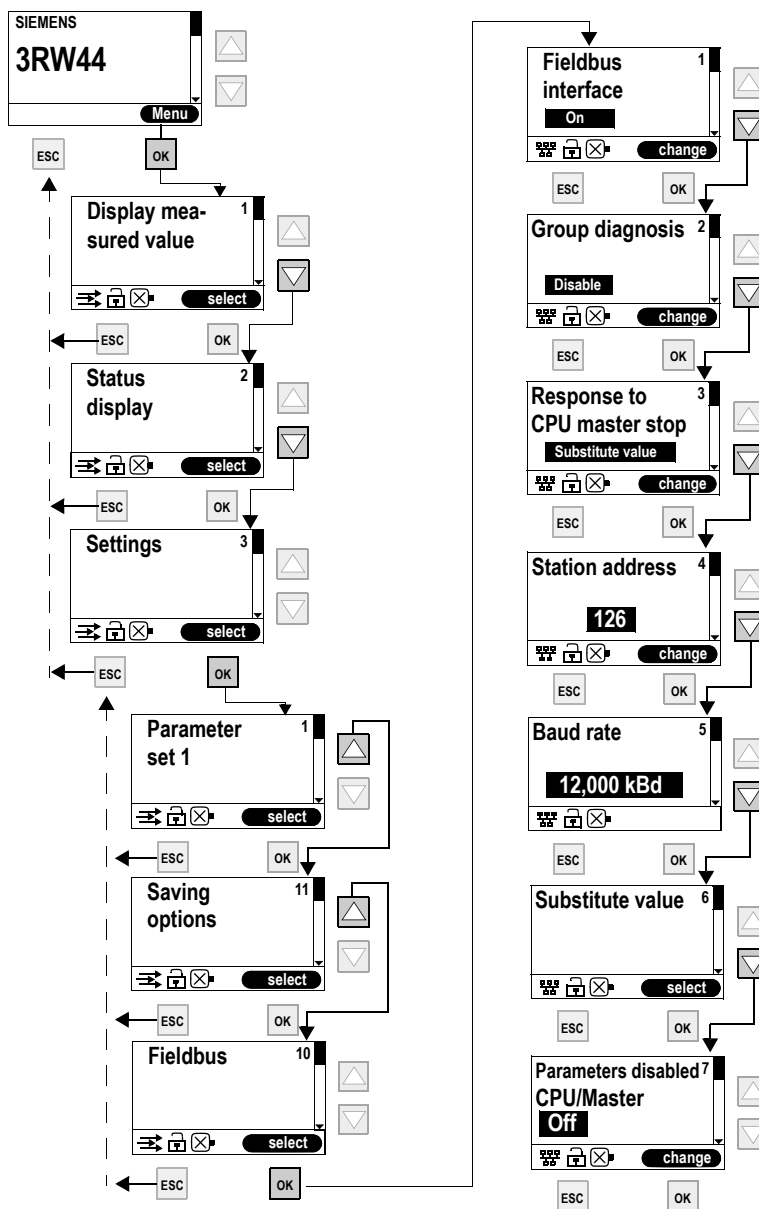 SIEMENS
3RW44
Menu
ESC
OK
Display mea-
sured value
1
select
ESC
OK
Status
display
2
select
ESC
OK
Settings
3
select
ESC
OK
Parameter
set 1
1
select
ESC
OK
Saving
options
11
select
ESC
OK
Fieldbus
10
select
ESC
OK
Fieldbus
interface
1
On
change
ESC
OK
Group diagnosis
2
Disable
change
ESC
OK
Response to
CPU master stop
3
Substitute value
change
ESC
OK
Station address
4
126
change
ESC
OK
Baud rate
5
12,000 kBd
ESC
OK
Substitute value
6
select
ESC
OK
Parameters disabled
7
CPU/Master
Off
change
ESC
OK